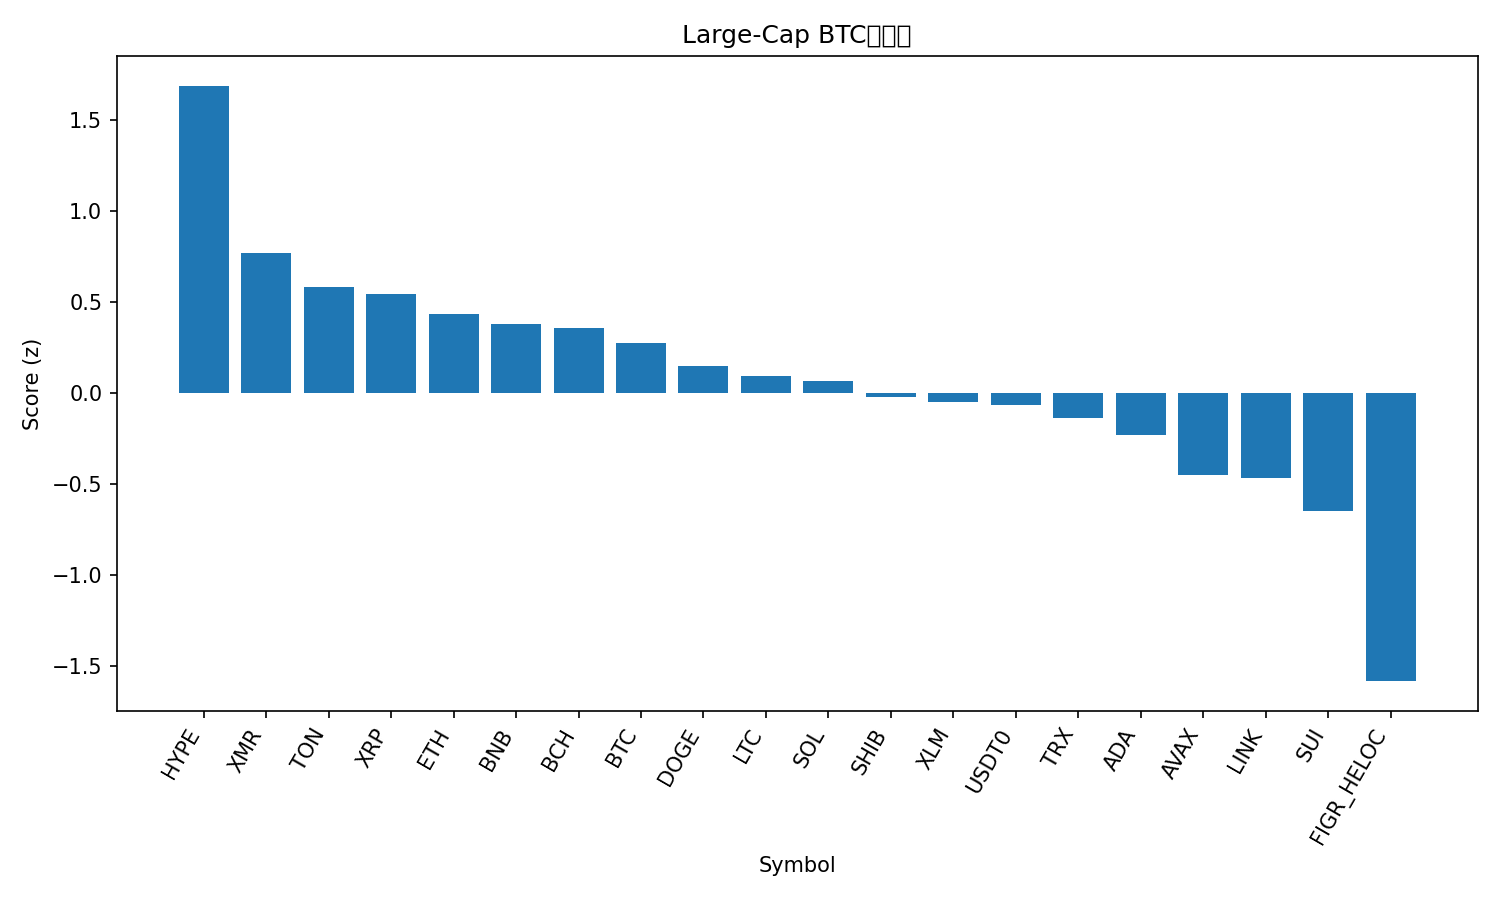 Large-Cap BTC
Score (z)
1.5
1.0
0.5
0.0
−0.5
−1.0
−1.5
HYPE
XMR
TON
XRP
ETH
BNB
BCH
BTC
DOGE
LTC
SOL
SHIB
XLM
USDT0
TRX
ADA
AVAX
LINK
SUI
FIGR_HELOC
Symbol